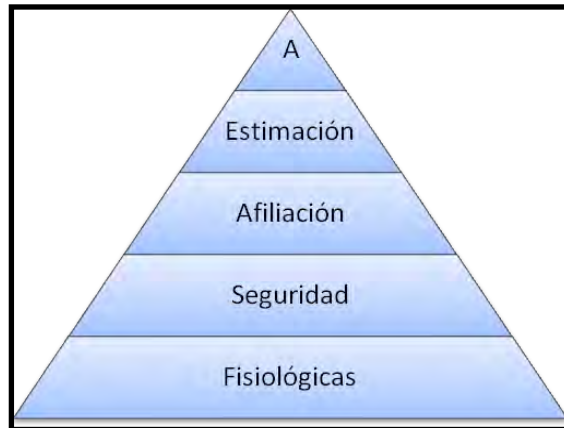 A
Estimación
Afiliación
Seguridad
Fisiológicas